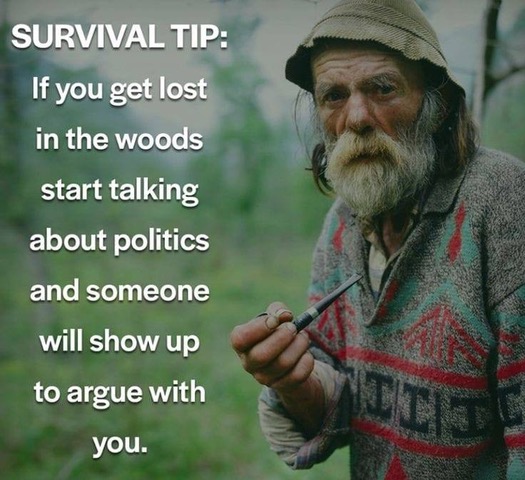 SURVIVAL TIP:
If you get lost
in the woods
start talking
about politics
and someone
will show up
to argue with
you.